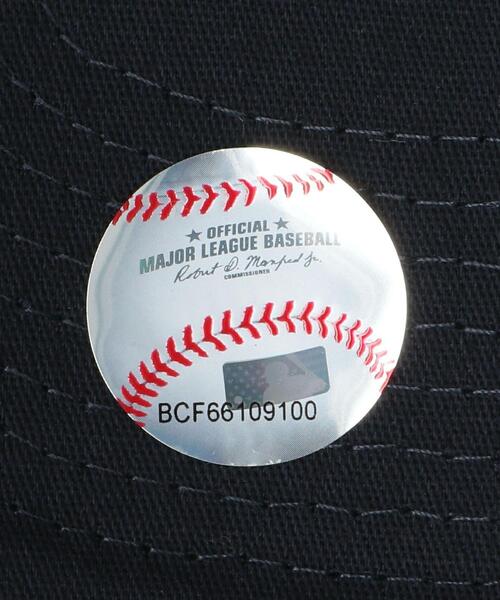 ★ OFFICIAL ★
MAJOR LEAGUE BASEBALL
Robert D. Manfred Jr.
COMMISSIONER
BCF66109100